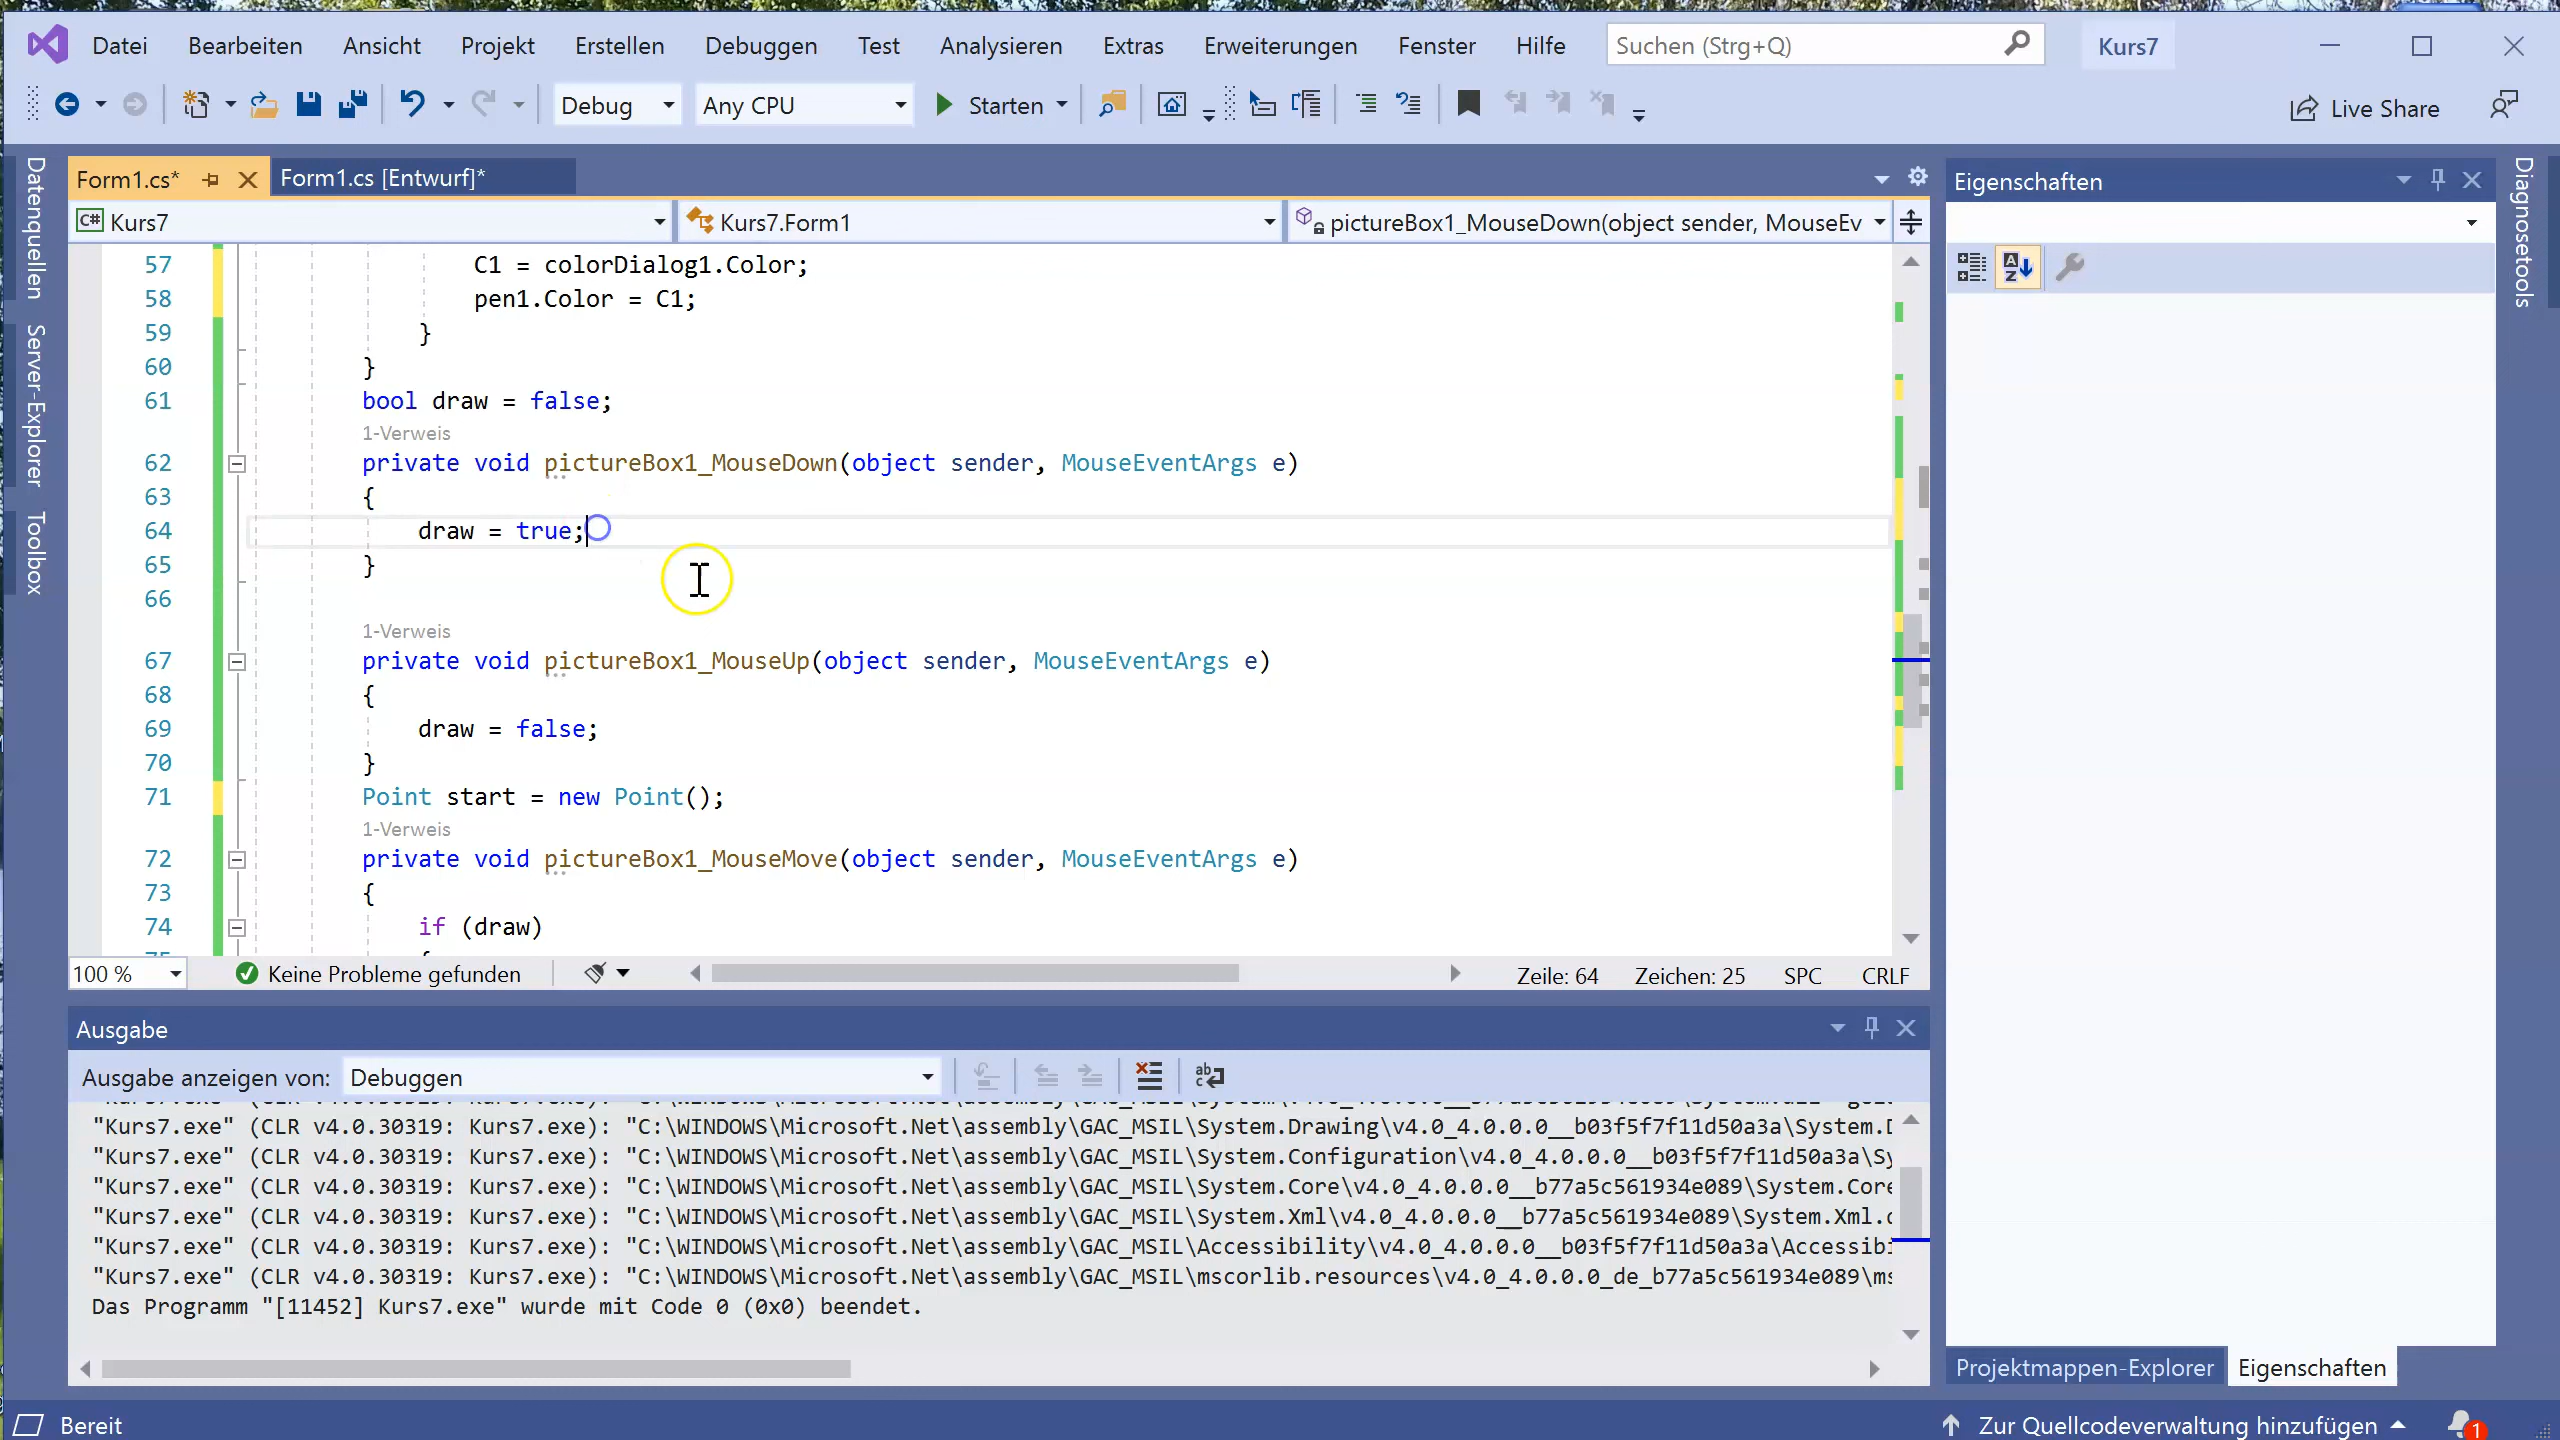 Datei Bearbeiten Ansicht Projekt Erstellen Debuggen Test Analysieren Extras Erweiterungen Fenster Hilfe Suchen (Strg+Q) Kurs7
Debug Any CPU Starten Live Share
Form1.cs* Form1.cs [Entwurf]*
C# Kurs7 Kurs7.Form1 pictureBox1_MouseDown(object sender, MouseEv
57 C1 = colorDialog1.Color;
58 pen1.Color = C1;
59 }
60 }
61 bool draw = false;
1-Verweis
62 private void pictureBox1_MouseDown(object sender, MouseEventArgs e)
63 {
64 draw = true;
65 }
66
1-Verweis
67 private void pictureBox1_MouseUp(object sender, MouseEventArgs e)
68 {
69 draw = false;
70 }
71 Point start = new Point();
1-Verweis
72 private void pictureBox1_MouseMove(object sender, MouseEventArgs e)
73 {
74 if (draw)
100 % Keine Probleme gefunden Zeile: 64 Zeichen: 25 SPC CRLF
Ausgabe
Ausgabe anzeigen von: Debuggen
"Kurs7.exe" (CLR v4.0.30319: Kurs7.exe): "C:\WINDOWS\Microsoft.Net\assembly\GAC_MSIL\System.Drawing\v4.0_4.0.0.0__b03f5f7f11d50a3a\System.D
"Kurs7.exe" (CLR v4.0.30319: Kurs7.exe): "C:\WINDOWS\Microsoft.Net\assembly\GAC_MSIL\System.Configuration\v4.0_4.0.0.0__b03f5f7f11d50a3a\Sy
"Kurs7.exe" (CLR v4.0.30319: Kurs7.exe): "C:\WINDOWS\Microsoft.Net\assembly\GAC_MSIL\System.Core\v4.0_4.0.0.0__b77a5c561934e089\System.Core
"Kurs7.exe" (CLR v4.0.30319: Kurs7.exe): "C:\WINDOWS\Microsoft.Net\assembly\GAC_MSIL\System.Xml\v4.0_4.0.0.0__b77a5c561934e089\System.Xml.
"Kurs7.exe" (CLR v4.0.30319: Kurs7.exe): "C:\WINDOWS\Microsoft.Net\assembly\GAC_MSIL\Accessibility\v4.0_4.0.0.0__b03f5f7f11d50a3a\Accessibi
"Kurs7.exe" (CLR v4.0.30319: Kurs7.exe): "C:\WINDOWS\Microsoft.Net\assembly\GAC_MSIL\mscorlib.resources\v4.0_4.0.0.0_de_b77a5c561934e089\ms
Das Programm "[11452] Kurs7.exe" wurde mit Code 0 (0x0) beendet.
Datenquellen
Server-Explorer
Toolbox
Eigenschaften
Projektmappen-Explorer Eigenschaften
Diagnosetools
Bereit Zur Quellcodeverwaltung hinzufügen 1